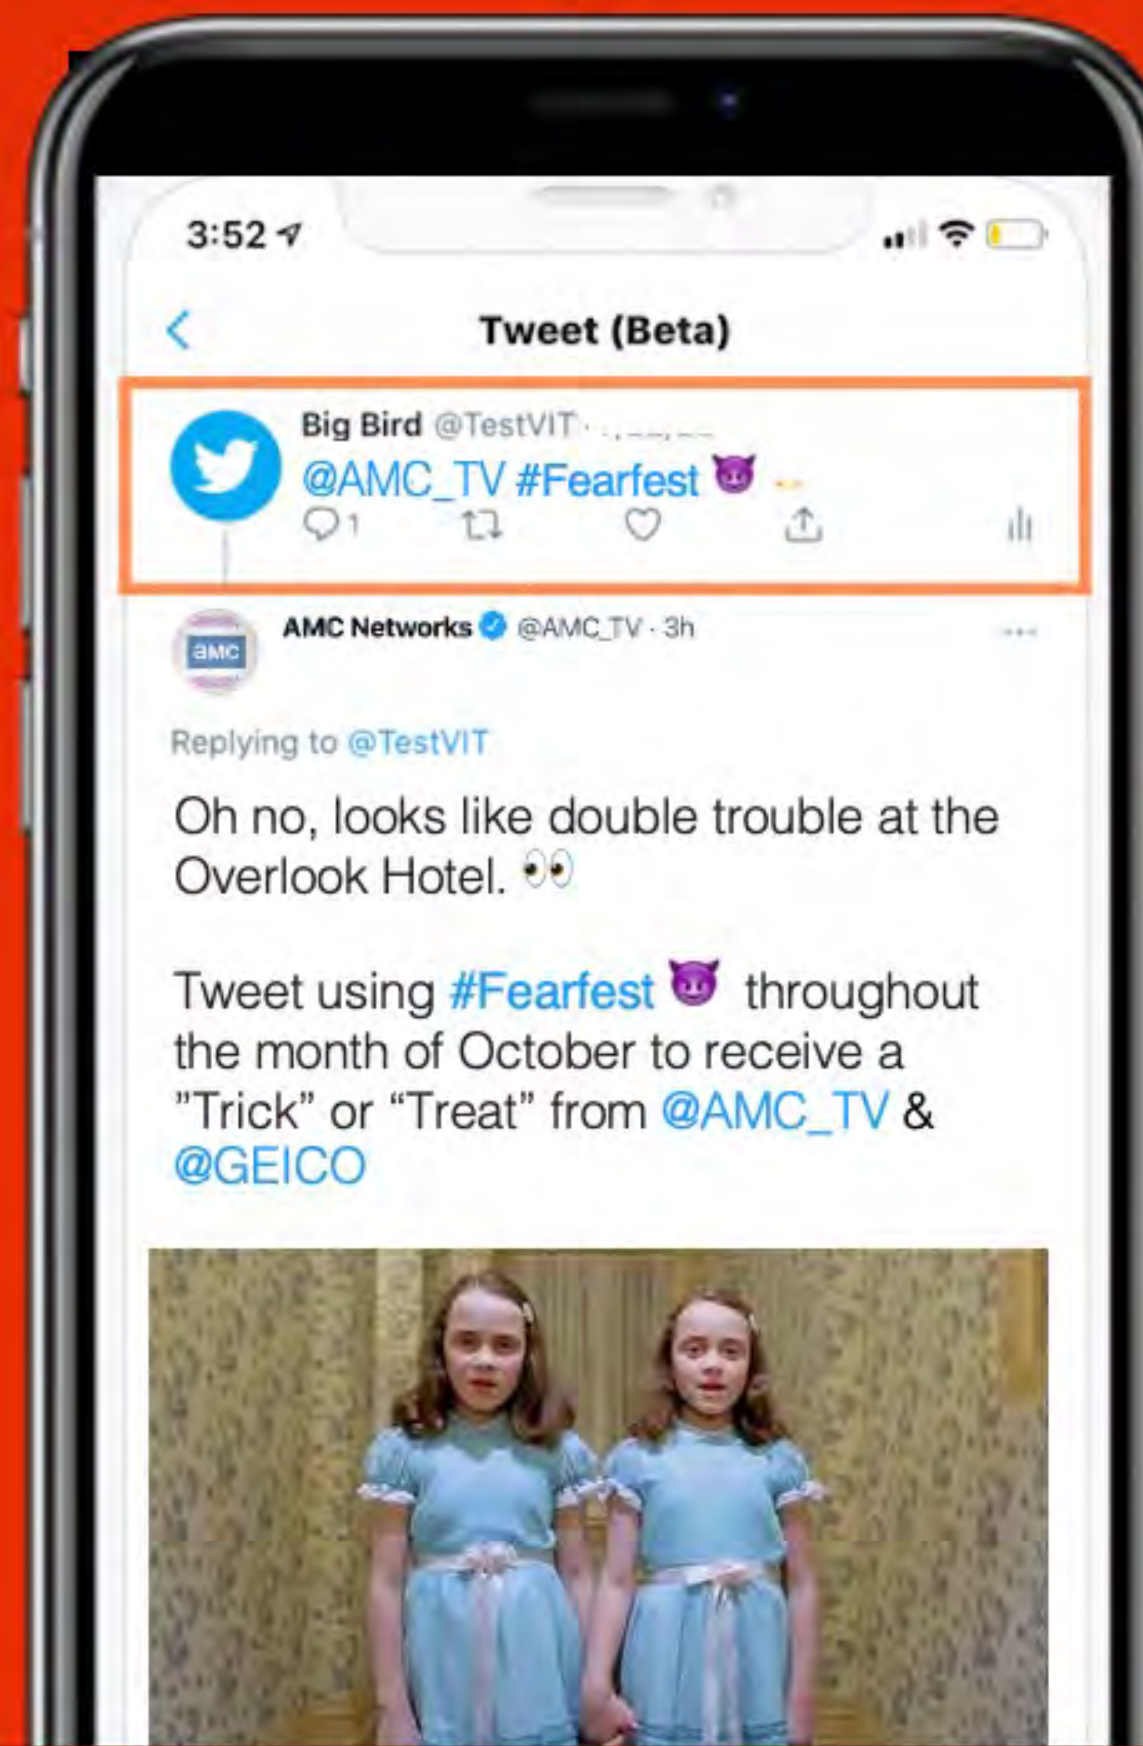 3:52
Tweet (Beta)
Big Bird @TestVIT ·
@AMC_TV #Fearfest 😈
1
AMC Networks @AMC_TV · 3h
aMC
Replying to @TestVIT
Oh no, looks like double trouble at the
Overlook Hotel. 👀
Tweet using #Fearfest 😈 throughout
the month of October to receive a
”Trick” or “Treat” from @AMC_TV &
@GEICO